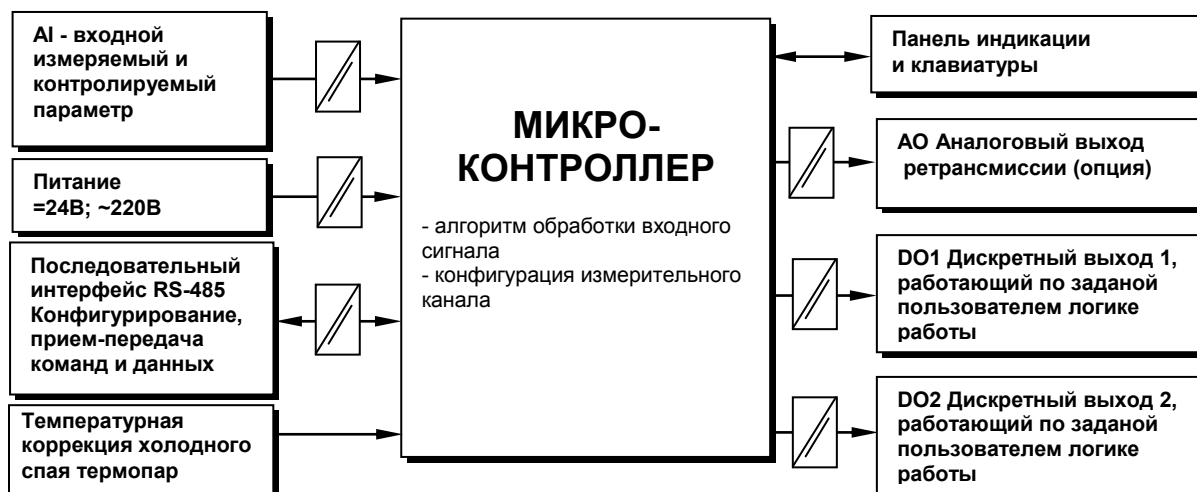 AI - входной
измеряемый и
контролируемый
параметр
Питание
=24В; ~220В
Последовательный
интерфейс RS-485
Конфигурирование,
прием-передача
команд и данных
Температурная
коррекция холодного
спая термопар
МИКРО-
КОНТРОЛЛЕР
- алгоритм обработки входного
сигнала
- конфигурация измерительного
канала
Панель индикации
и клавиатуры
АО Аналоговый выход
ретрансмиссии (опция)
DO1 Дискретный выход 1,
работающий по заданой
пользователем логике
работы
DO2 Дискретный выход 2,
работающий по заданой
пользователем логике
работы